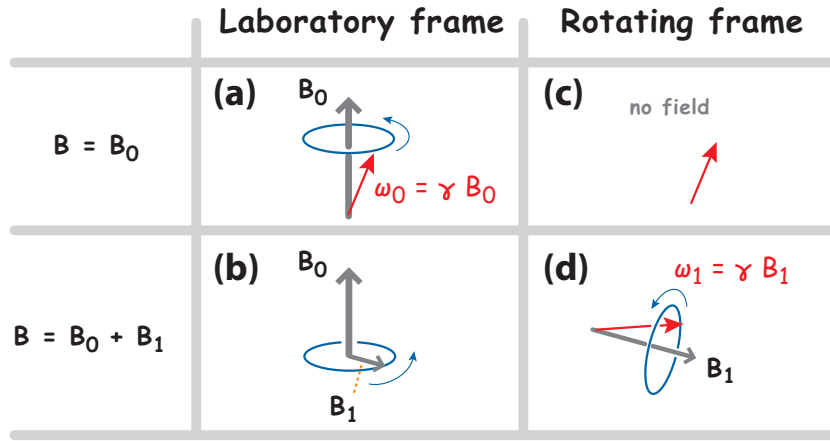 Laboratory frame
Rotating frame
B = B₀
(a)
B₀
ω₀ = γ B₀
(c)
no field
B = B₀ + B₁
(b)
B₀
B₁
(d)
ω₁ = γ B₁
B₁